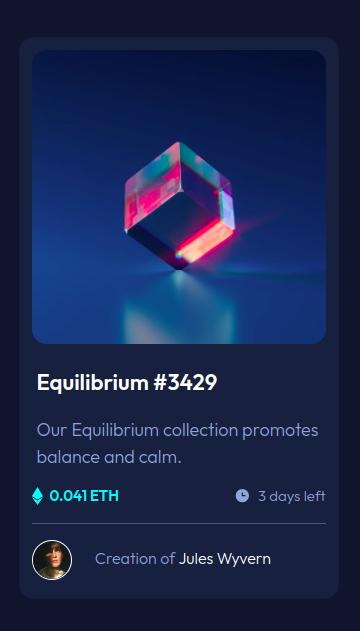 Equilibrium #3429
Our Equilibrium collection promotes
balance and calm.
0.041 ETH
3 days left
Creation of Jules Wyvern